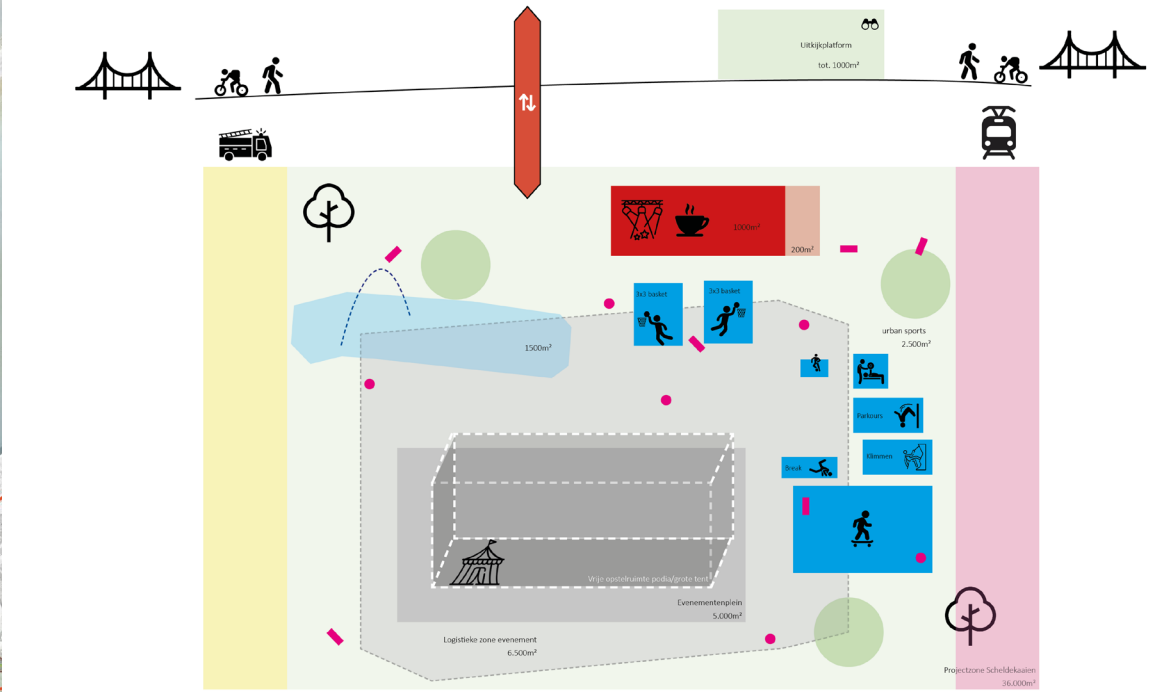 Uitkijkplatform
tot. 1000m²
1000m²
200m²
3x3 basket
3x3 basket
urban sports
2.500m²
1500m²
Parkours
Klimmen
Break
Vrije opstelruimte podia/grote tent
Evenementenplein
5.000m²
Logistieke zone evenement
6.500m²
Projectzone Scheldekaaien
36.000m²